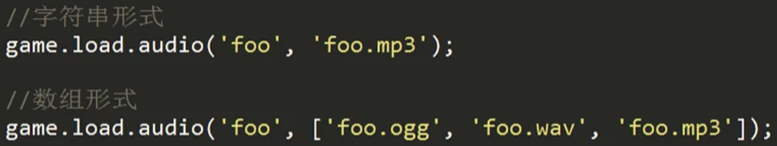 //字符串形式
game.load.audio('foo', 'foo.mp3');
//数组形式
game.load.audio('foo', ['foo.ogg', 'foo.wav', 'foo.mp3']);